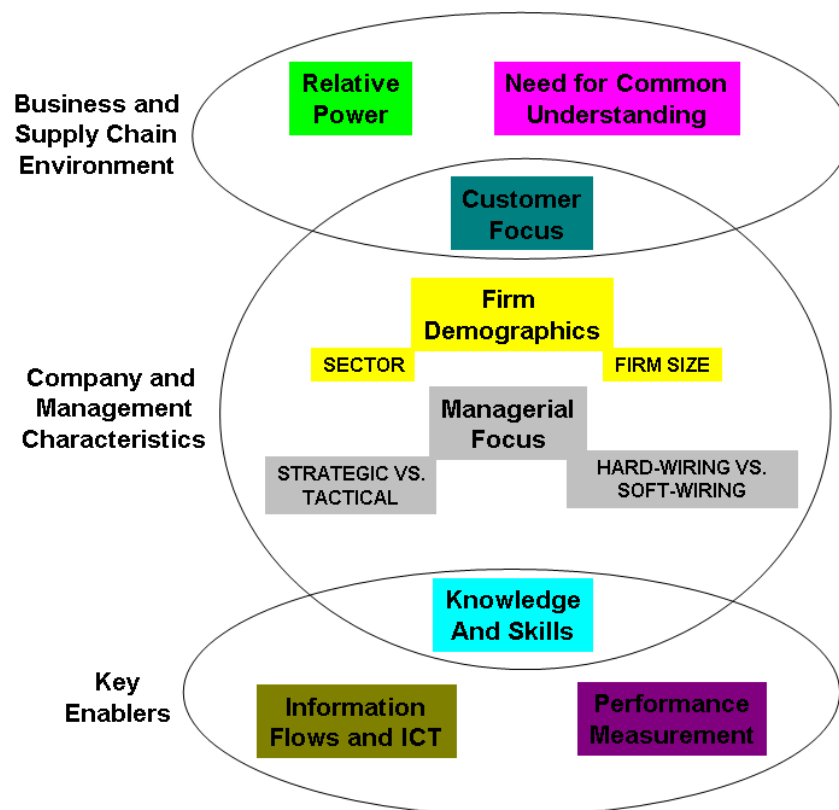 Relative
Power
Need for Common
Understanding
Business and
Supply Chain
Environment
Customer
Focus
Firm
Demographics
SECTOR
FIRM SIZE
Company and
Management
Characteristics
Managerial
Focus
STRATEGIC VS.
TACTICAL
HARD-WIRING VS.
SOFT-WIRING
Knowledge
And Skills
Key
Enablers
Information
Flows and ICT
Performance
Measurement